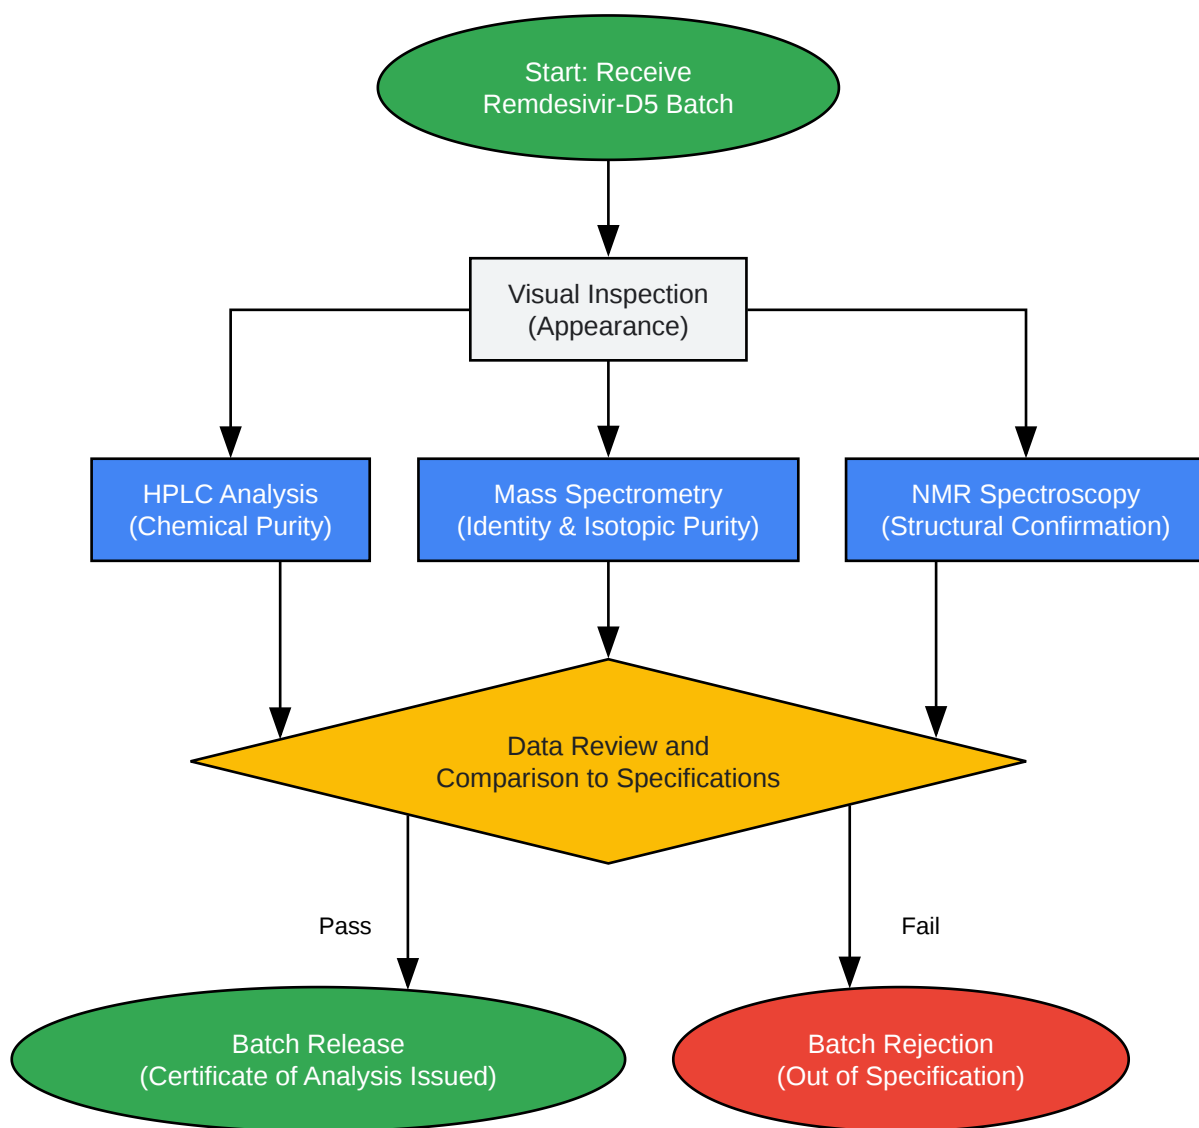 Start: Receive
Remdesivir-D5 Batch
Visual Inspection
(Appearance)
HPLC Analysis
(Chemical Purity)
Mass Spectrometry
(Identity & Isotopic Purity)
NMR Spectroscopy
(Structural Confirmation)
Data Review and
Comparison to Specifications
Pass
Fail
Batch Release
(Certificate of Analysis Issued)
Batch Rejection
(Out of Specification)